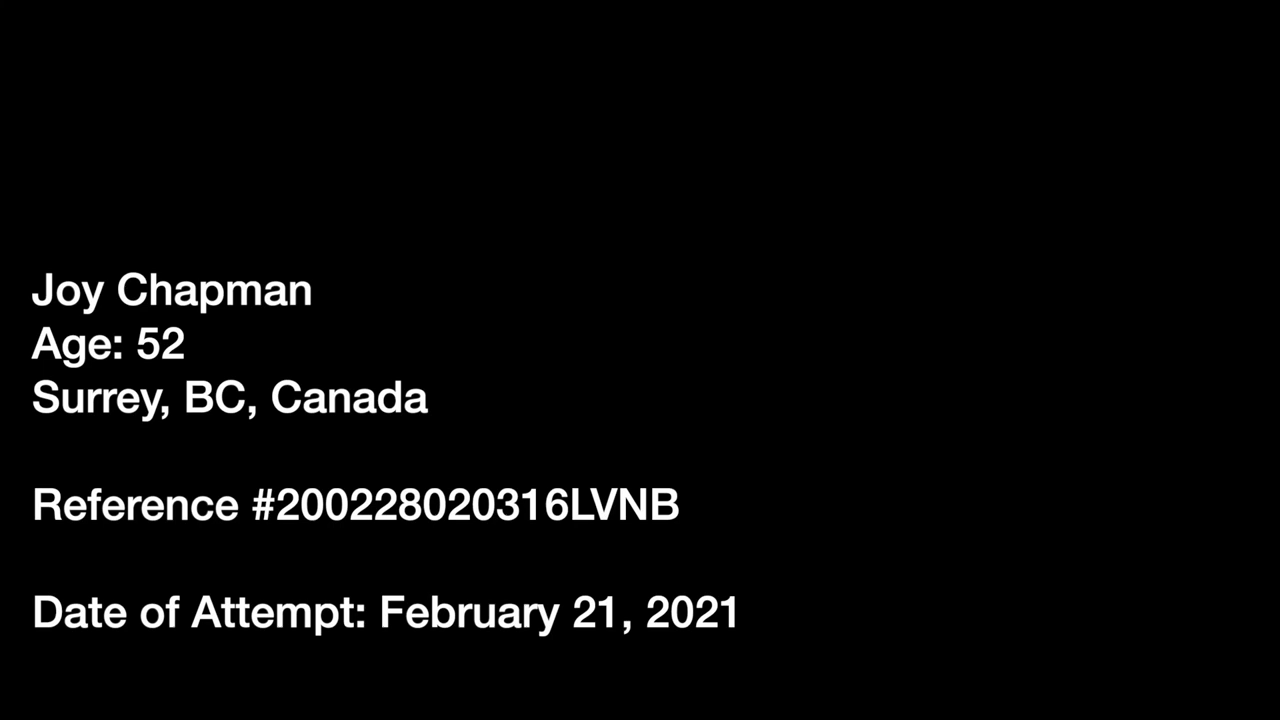 Joy Chapman
Age: 52
Surrey, BC, Canada
Reference #200228020316LVNB
Date of Attempt: February 21, 2021